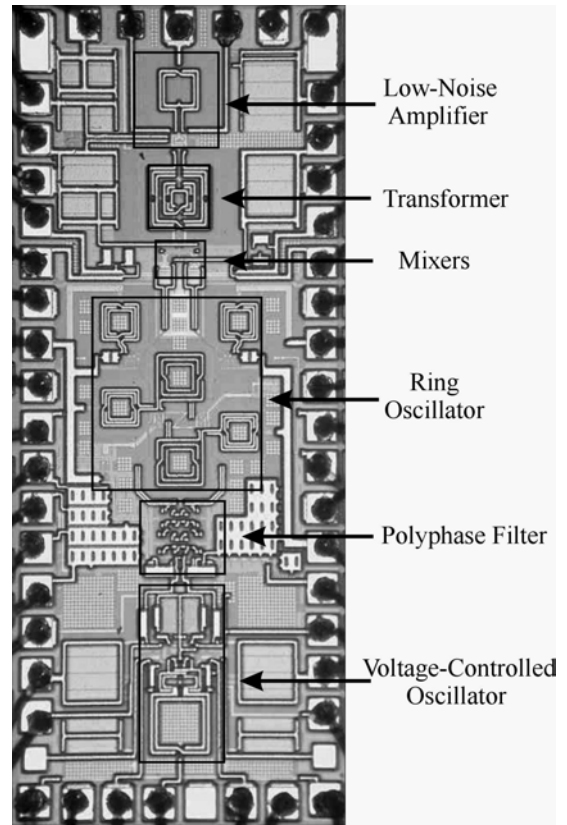 Low-Noise
Amplifier
Transformer
Mixers
Ring
Oscillator
Polyphase Filter
Voltage-Controlled
Oscillator